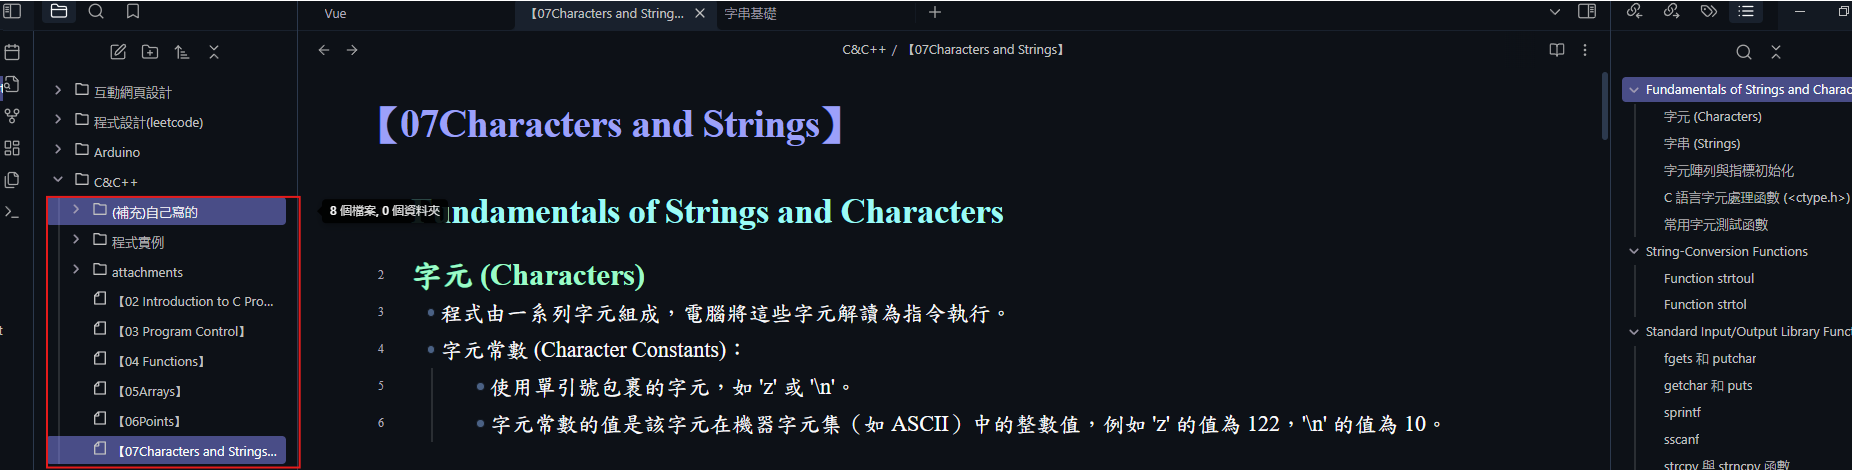 Vue
【07Characters and String...
字串基礎
互動網頁設計
程式設計(leetcode)
Arduino
C&C++
(補充)自己寫的
程式實例
attachments
【02 Introduction to C Pro...
【03 Program Control】
【04 Functions】
【05Arrays】
【06Points】
【07Characters and Strings...
8 個檔案, 0 個資料夾
C&C++ / 【07Characters and Strings】
【07Characters and Strings】
undamentals of Strings and Characters
2 字元 (Characters)
3 程式由一系列字元組成，電腦將這些字元解讀為指令執行。
4 字元常數 (Character Constants)：
5 使用單引號包裹的字元，如 'z' 或 '\n'。
6 字元常數的值是該字元在機器字元集（如 ASCII）中的整數值，例如 'z' 的值為 122，'\n' 的值為 10。
Fundamentals of Strings and Charac
字元 (Characters)
字串 (Strings)
字元陣列與指標初始化
C 語言字元處理函數 (<ctype.h>)
常用字元測試函數
String-Conversion Functions
Function strtoul
Function strtol
Standard Input/Output Library Funct
fgets 和 putchar
getchar 和 puts
sprintf
sscanf
strcpy 與 strncpy 函數